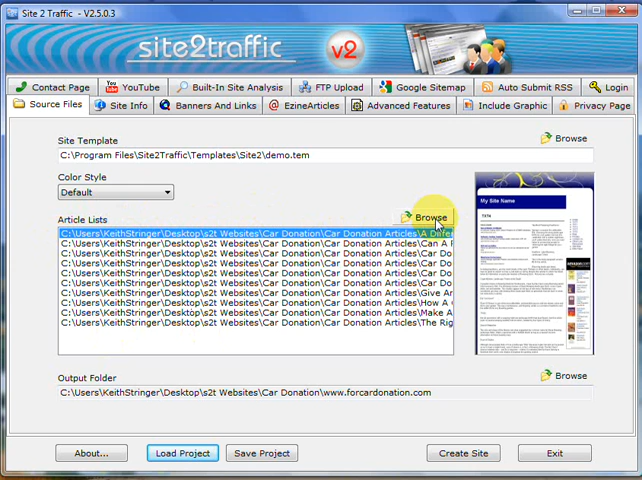 Site 2 Traffic - V2.5.0.3
site2traffic v2
Contact Page YouTube Built-In Site Analysis FTP Upload Google Sitemap Auto Submit RSS Login
Source Files Site Info Banners And Links EzineArticles Advanced Features Include Graphic Privacy Page
Site Template
Browse
C:\Program Files\Site2Traffic\Templates\Site2\demo.tem
Color Style
Default
Article Lists
Browse
C:\Users\KeithStringer\Desktop\s2t Websites\Car Donation\Car Donation Articles\A Differ
C:\Users\KeithStringer\Desktop\s2t Websites\Car Donation\Car Donation Articles\Can A
C:\Users\KeithStringer\Desktop\s2t Websites\Car Donation\Car Donation Articles\Car Do
C:\Users\KeithStringer\Desktop\s2t Websites\Car Donation\Car Donation Articles\Car Do
C:\Users\KeithStringer\Desktop\s2t Websites\Car Donation\Car Donation Articles\Car Do
C:\Users\KeithStringer\Desktop\s2t Websites\Car Donation\Car Donation Articles\Car Do
C:\Users\KeithStringer\Desktop\s2t Websites\Car Donation\Car Donation Articles\Give Ar
C:\Users\KeithStringer\Desktop\s2t Websites\Car Donation\Car Donation Articles\How A
C:\Users\KeithStringer\Desktop\s2t Websites\Car Donation\Car Donation Articles\Make A
C:\Users\KeithStringer\Desktop\s2t Websites\Car Donation\Car Donation Articles\The Rig
My Site Name
TITLE
Output Folder
Browse
C:\Users\KeithStringer\Desktop\s2t Websites\Car Donation\www.forcardonation.com
About... Load Project Save Project Create Site Exit